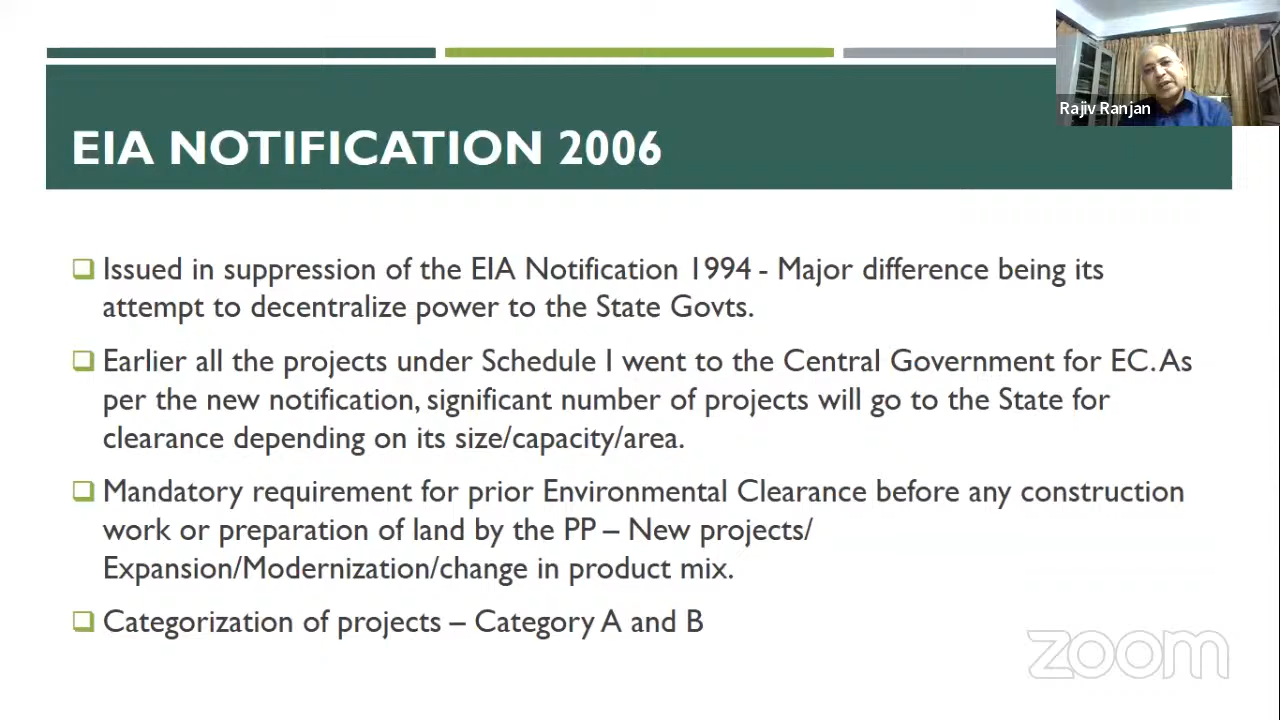 Rajiv Ranjan
EIA NOTIFICATION 2006
Issued in suppression of the EIA Notification 1994 - Major difference being its
attempt to decentralize power to the State Govts.
Earlier all the projects under Schedule I went to the Central Government for EC. As
per the new notification, significant number of projects will go to the State for
clearance depending on its size/capacity/area.
Mandatory requirement for prior Environmental Clearance before any construction
work or preparation of land by the PP – New projects/
Expansion/Modernization/change in product mix.
Categorization of projects – Category A and B
zoom